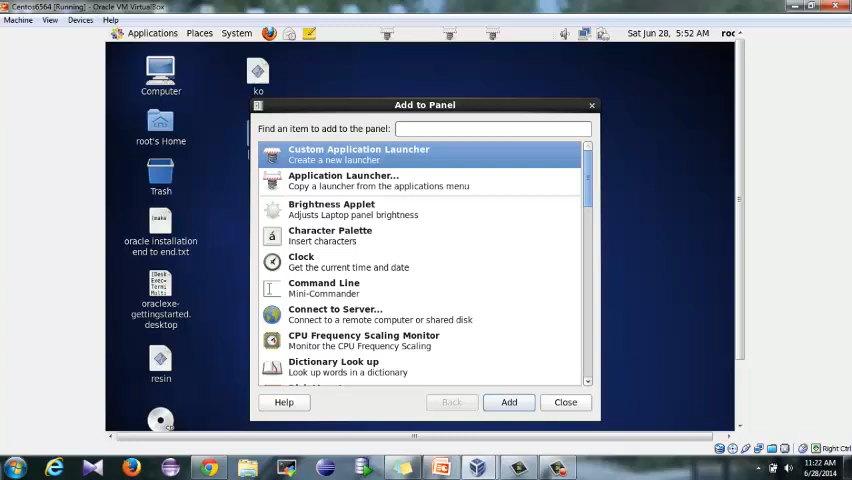 Centos6564 [Running] - Oracle VM VirtualBox
Machine View Devices Help
Applications Places System Sat Jun 28, 5:52 AM
Computer
ko
root's Home
Trash
[make
oracle installation
end to end.txt
[Desk
Exec=
Termi
Multi
oraclexe-
gettingstarted.
desktop
resin
Add to Panel
Find an item to add to the panel:
Custom Application Launcher
Create a new launcher
Application Launcher...
Copy a launcher from the applications menu
Brightness Applet
Adjusts Laptop panel brightness
á
Character Palette
Insert characters
Clock
Get the current time and date
Command Line
Mini-Commander
Connect to Server...
Connect to a remote computer or shared disk
CPU Frequency Scaling Monitor
Monitor the CPU Frequency Scaling
Dictionary Look up
Look up words in a dictionary
Help Back Add Close
Right Ctrl
11:22 AM
6/28/2014